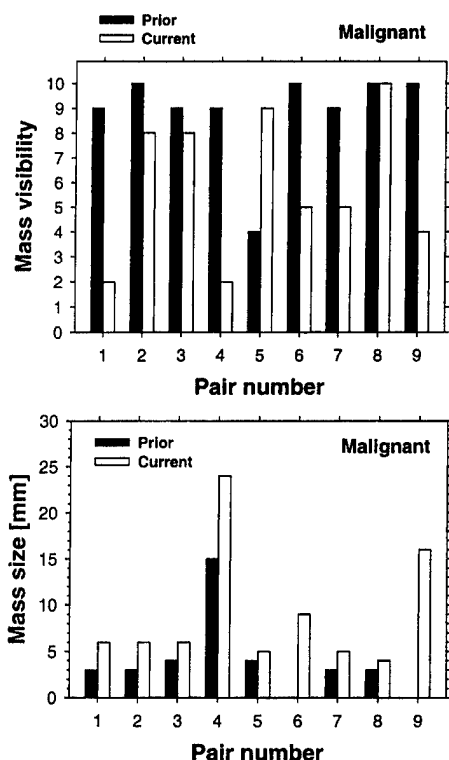 Prior
Current
Malignant
Mass visibility
10
9
8
7
6
5
4
3
2
1
0
1 2 3 4 5 6 7 8 9
Pair number
Prior
Current
Malignant
Mass size [mm]
30
25
20
15
10
5
0
1 2 3 4 5 6 7 8 9
Pair number